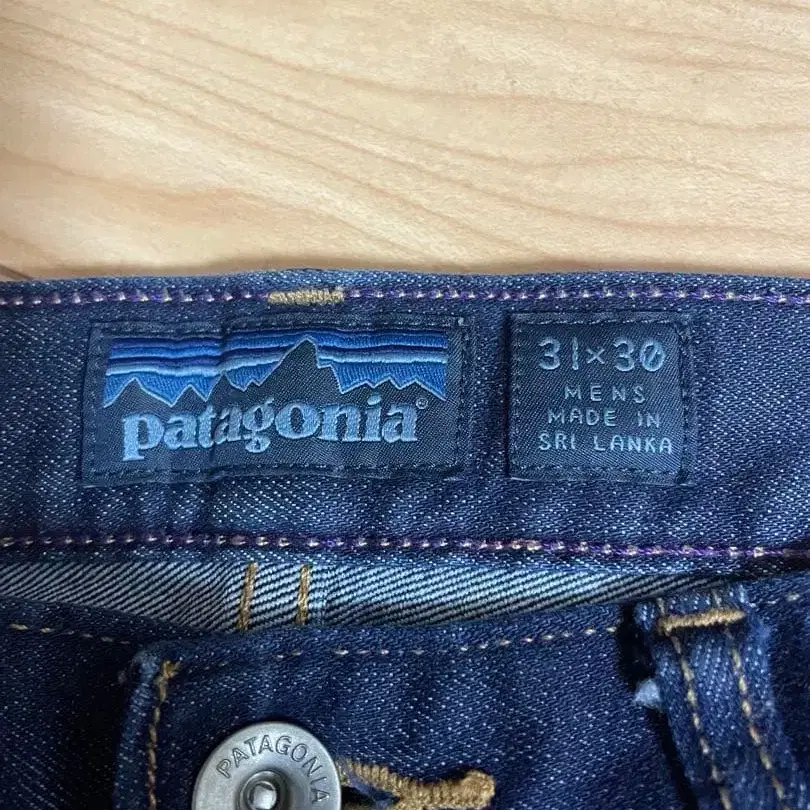 patagonia®
31×30
MENS
MADE IN
SRI LANKA
PATAGONIA